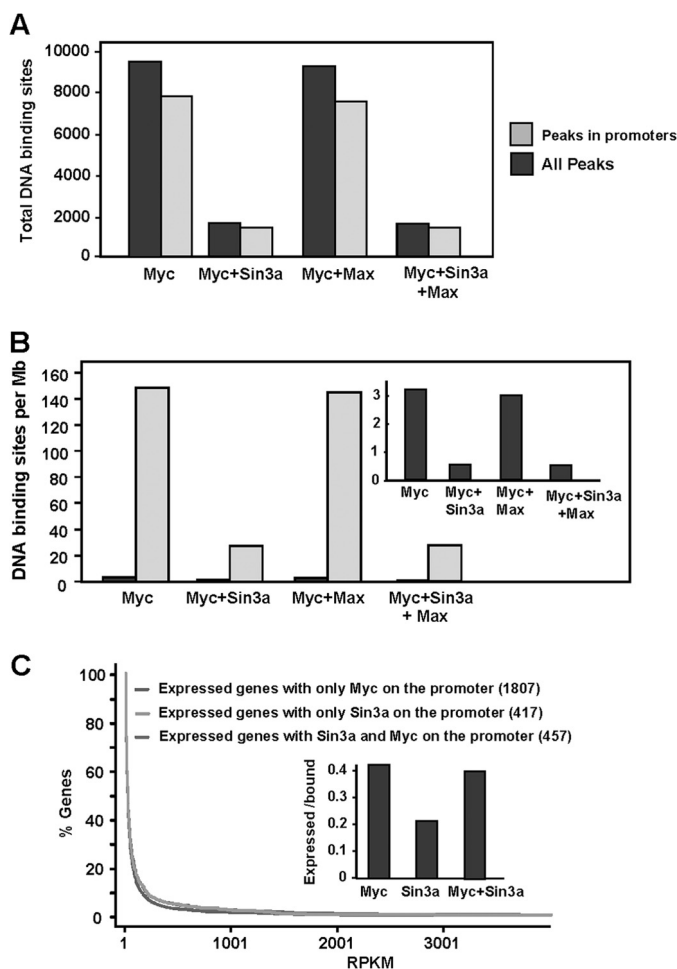 A
Total DNA binding sites
10000
8000
6000
4000
2000
0
Myc
Myc+Sin3a
Myc+Max
Myc+Sin3a
+Max
Peaks in promoters
All Peaks
B
DNA binding sites per Mb
160
140
120
100
80
60
40
20
0
Myc
Myc+Sin3a
Myc+Max
Myc+Sin3a
+ Max
3
2
1
0
Myc
Myc+
Sin3a
Myc+
Max
Myc+Sin3a
+Max
C
% Genes
100
80
60
40
20
0
Expressed genes with only Myc on the promoter (1807)
Expressed genes with only Sin3a on the promoter (417)
Expressed genes with Sin3a and Myc on the promoter (457)
Expressed /bound
0.4
0.3
0.2
0.1
0
Myc
Sin3a
Myc+Sin3a
1
1001
2001
3001
RPKM